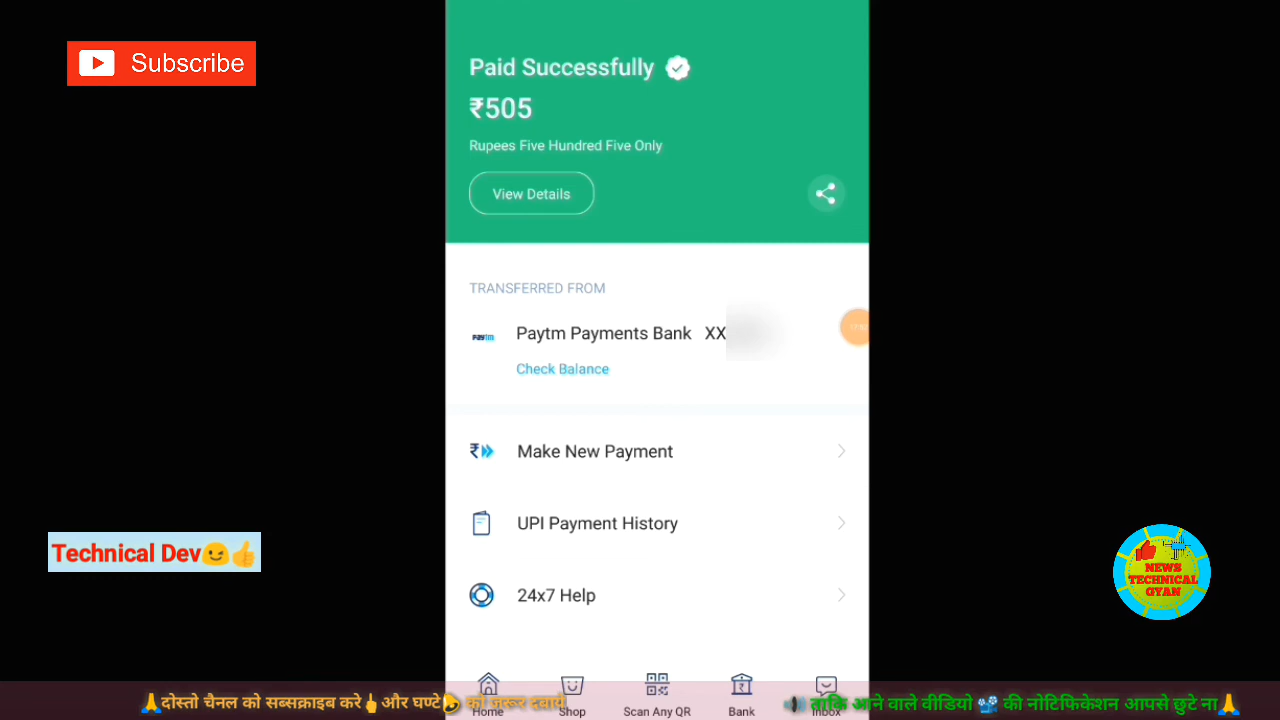 Subscribe
Paid Successfully
₹505
Rupees Five Hundred Five Only
View Details
TRANSFERRED FROM
paytm
Paytm Payments Bank XX
Check Balance
₹ Make New Payment
UPI Payment History
24x7 Help
Technical Dev😉👍
NEWS
TECHNICAL
GYAN
Home Shop Scan Any QR Bank Inbox
🙏दोस्तो चैनल को सब्सक्राइब करे👆और घण्टे🔔 को जरूर दबाये
🔊 ताकि आने वाले वीडियो 📽 की नोटिफिकेशन आपसे छुटे ना🙏